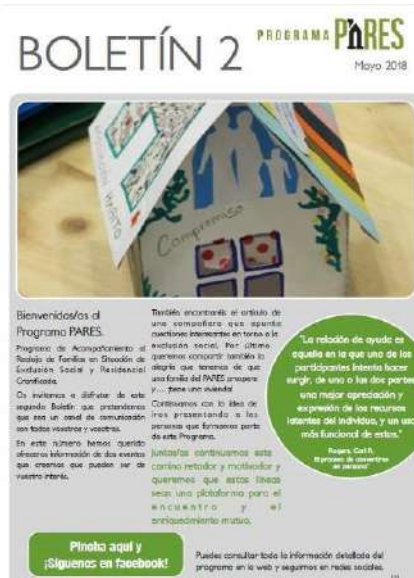 BOLETÍN 2
PROGRAMA PARES
Mayo 2018
Compromiso
Bienvenidos/os al
Programa PARES.
Programa de Acompañamiento al
Realojo de Familias en Situación de
Exclusión Social y Residencial
Cronificada.
Os invitamos a disfrutar de este
segundo Boletín que pretendemos
que sea un canal de comunicación
con todos vosotros y vosotras.
En este número hemos querido
ofreceros información de dos eventos
que creemos que pueden ser de
vuestro interés.
También encontraréis el artículo de
una compañera que apunta
cuestiones interesantes en torno a la
exclusión social. Por último
queremos compartir también la
alegría que tenemos de que
una familia del PARES prospere
y.... tiene una vivienda!
Continuamos con la idea de
iros presentando a las
personas que formamos parte
de este Programa.
Juntas/os continuamos este
camino retador y motivador y
queremos que estas líneas
sean una plataforma para el
encuentro y el
enriquecimiento mutuo.
"La relación de ayuda es
aquella en la que uno de los
participantes intenta hacer
surgir, de una o las dos partes
una mejor apreciación y
expresión de los recursos
latentes del individuo, y un uso
más funcional de estos."
Rogers, Carl R.
El proceso de convertirse
en persona"
Pincha aquí y
¡Síguenos en facebook!
Puedes consultar toda la información detallada del
programa en la web y seguirnos en redes sociales.